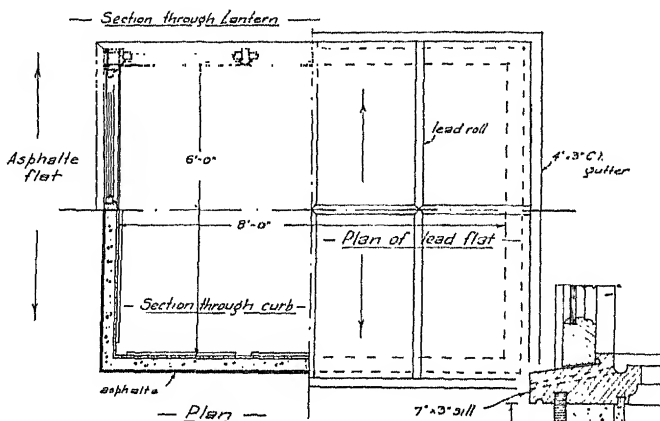 Section through Lantern
Asphalte
flat
6'-0"
lead roll
4"x3" C.I.
gutter
8'-0"
Plan of lead flat
Section through curb
asphalte
Plan
7"x3" sill